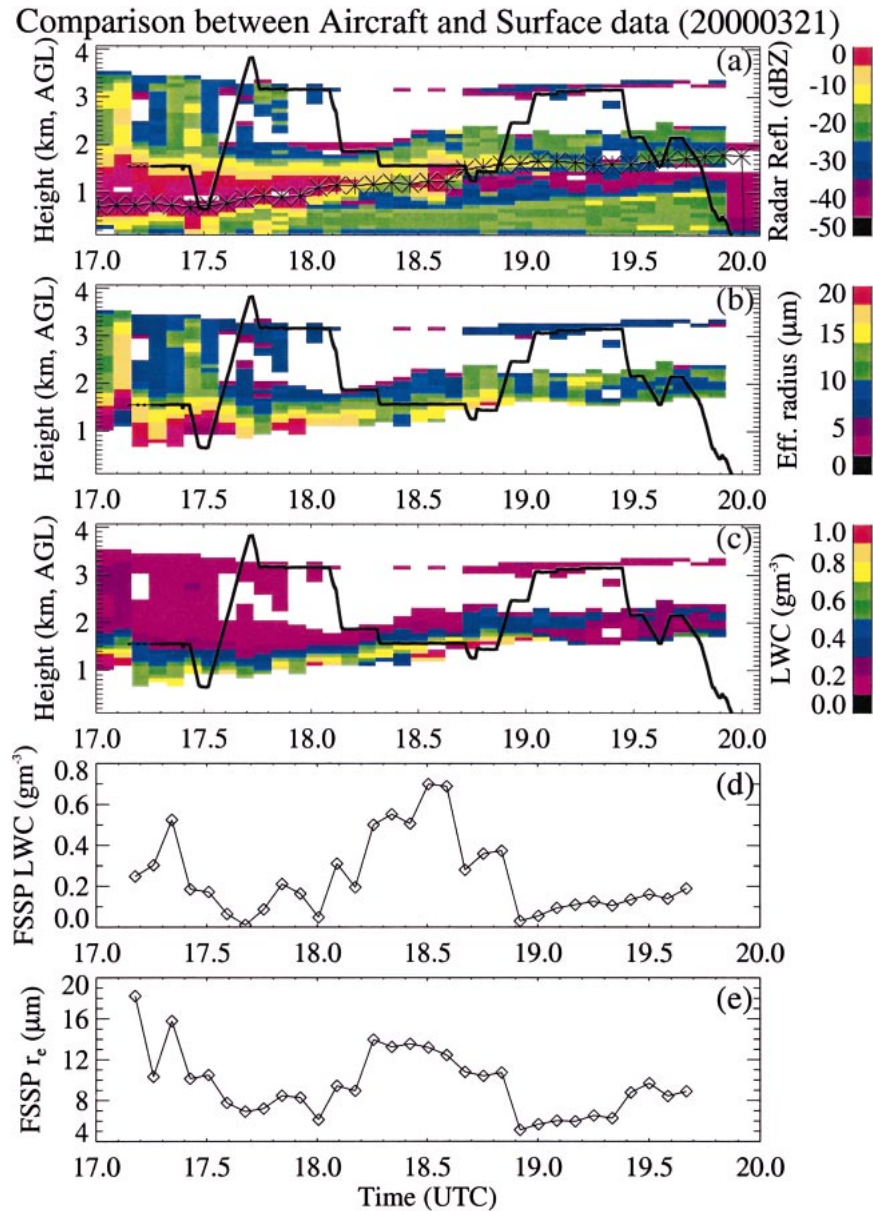 Comparison between Aircraft and Surface data (20000321)
(a)
Height (km, AGL)
4
3
2
1
17.0 17.5 18.0 18.5 19.0 19.5 20.0
Radar Refl. (dBZ)
0
-10
-20
-30
-40
-50
(b)
Height (km, AGL)
4
3
2
1
17.0 17.5 18.0 18.5 19.0 19.5 20.0
Eff. radius (μm)
20
15
10
5
0
(c)
Height (km, AGL)
4
3
2
1
17.0 17.5 18.0 18.5 19.0 19.5 20.0
LWC (gm⁻³)
1.0
0.8
0.6
0.4
0.2
0.0
(d)
FSSP LWC (gm⁻³)
0.8
0.6
0.4
0.2
0.0
17.0 17.5 18.0 18.5 19.0 19.5 20.0
(e)
FSSP rₑ (μm)
20
16
12
8
4
17.0 17.5 18.0 18.5 19.0 19.5 20.0
Time (UTC)